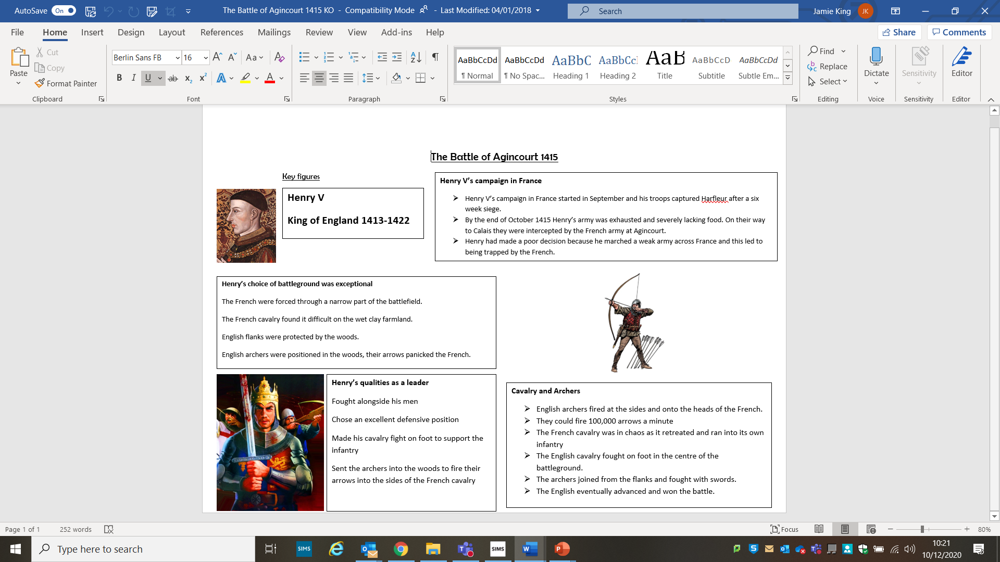 AutoSave On
The Battle of Agincourt 1415 KO - Compatibility Mode - Last Modified: 04/01/2018
Search
Jamie King JK
File Home Insert Design Layout References Mailings Review View Add-ins Help
Share Comments
Paste
Cut
Copy
Format Painter
Clipboard
Berlin Sans FB 16
Font
Paragraph
AaBbCcDd AaBbCcDd AaBbC AaBbCcI AaB AaBbCcD AaBbCcDd
¶ Normal ¶ No Spac... Heading 1 Heading 2 Title Subtitle Subtle Em...
Styles
Find
Replace
Select
Editing
Dictate
Voice
Sensitivity
Sensitivity
Editor
Editor
The Battle of Agincourt 1415
Key figures
Henry V
King of England 1413-1422
Henry V's campaign in France
Henry V's campaign in France started in September and his troops captured Harfleur after a six
week siege.
By the end of October 1415 Henry's army was exhausted and severely lacking food. On their way
to Calais they were intercepted by the French army at Agincourt.
Henry had made a poor decision because he marched a weak army across France and this led to
being trapped by the French.
Henry's choice of battleground was exceptional
The French were forced through a narrow part of the battlefield.
The French cavalry found it difficult on the wet clay farmland.
English flanks were protected by the woods.
English archers were positioned in the woods, their arrows panicked the French.
Henry's qualities as a leader
Fought alongside his men
Chose an excellent defensive position
Made his cavalry fight on foot to support the
infantry
Sent the archers into the woods to fire their
arrows into the sides of the French cavalry
Cavalry and Archers
English archers fired at the sides and onto the heads of the French.
They could fire 100,000 arrows a minute
The French cavalry was in chaos as it retreated and ran into its own
infantry
The English cavalry fought on foot in the centre of the
battleground.
The archers joined from the flanks and fought with swords.
The English eventually advanced and won the battle.
Page 1 of 1 252 words
Focus
80%
Type here to search
SIMS
SIMS
10:21
10/12/2020